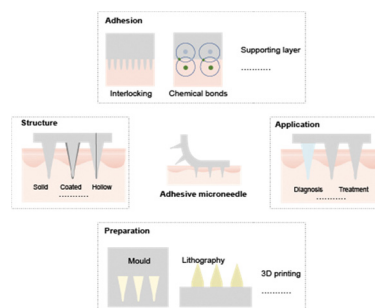 Adhesion
Supporting layer
............
Interlocking
Chemical bonds
Structure
Solid
Coated
Hollow
............
Adhesive microneedle
Application
Diagnosis
Treatment
............
Preparation
Mould
Lithography
3D printing
............